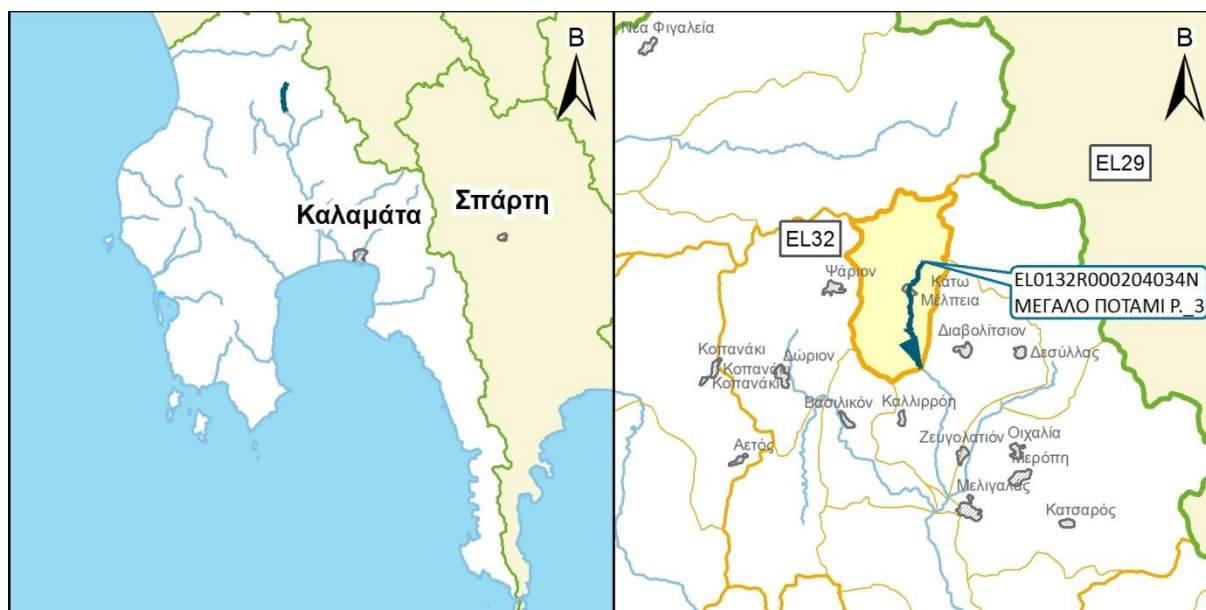 Β
Καλαμάτα
Σπάρτη
Νέα Φιγαλεία
Β
EL29
EL32
Ψάριον
Κάτω
Μέλπεια
EL0132R000204034N
ΜΕΓΑΛΟ ΠΟΤΑΜΙ Ρ._3
Διαβολίτσιον
Δεσύλλας
Κοπανάκι
Κοπανάκι
Κοπανάκι
Δώριον
Βασιλικόν
Καλλιρρόη
Αετός
Ζευγολατιόν
Οιχαλία
Μερόπη
Μελιγαλάς
Κατσαρός